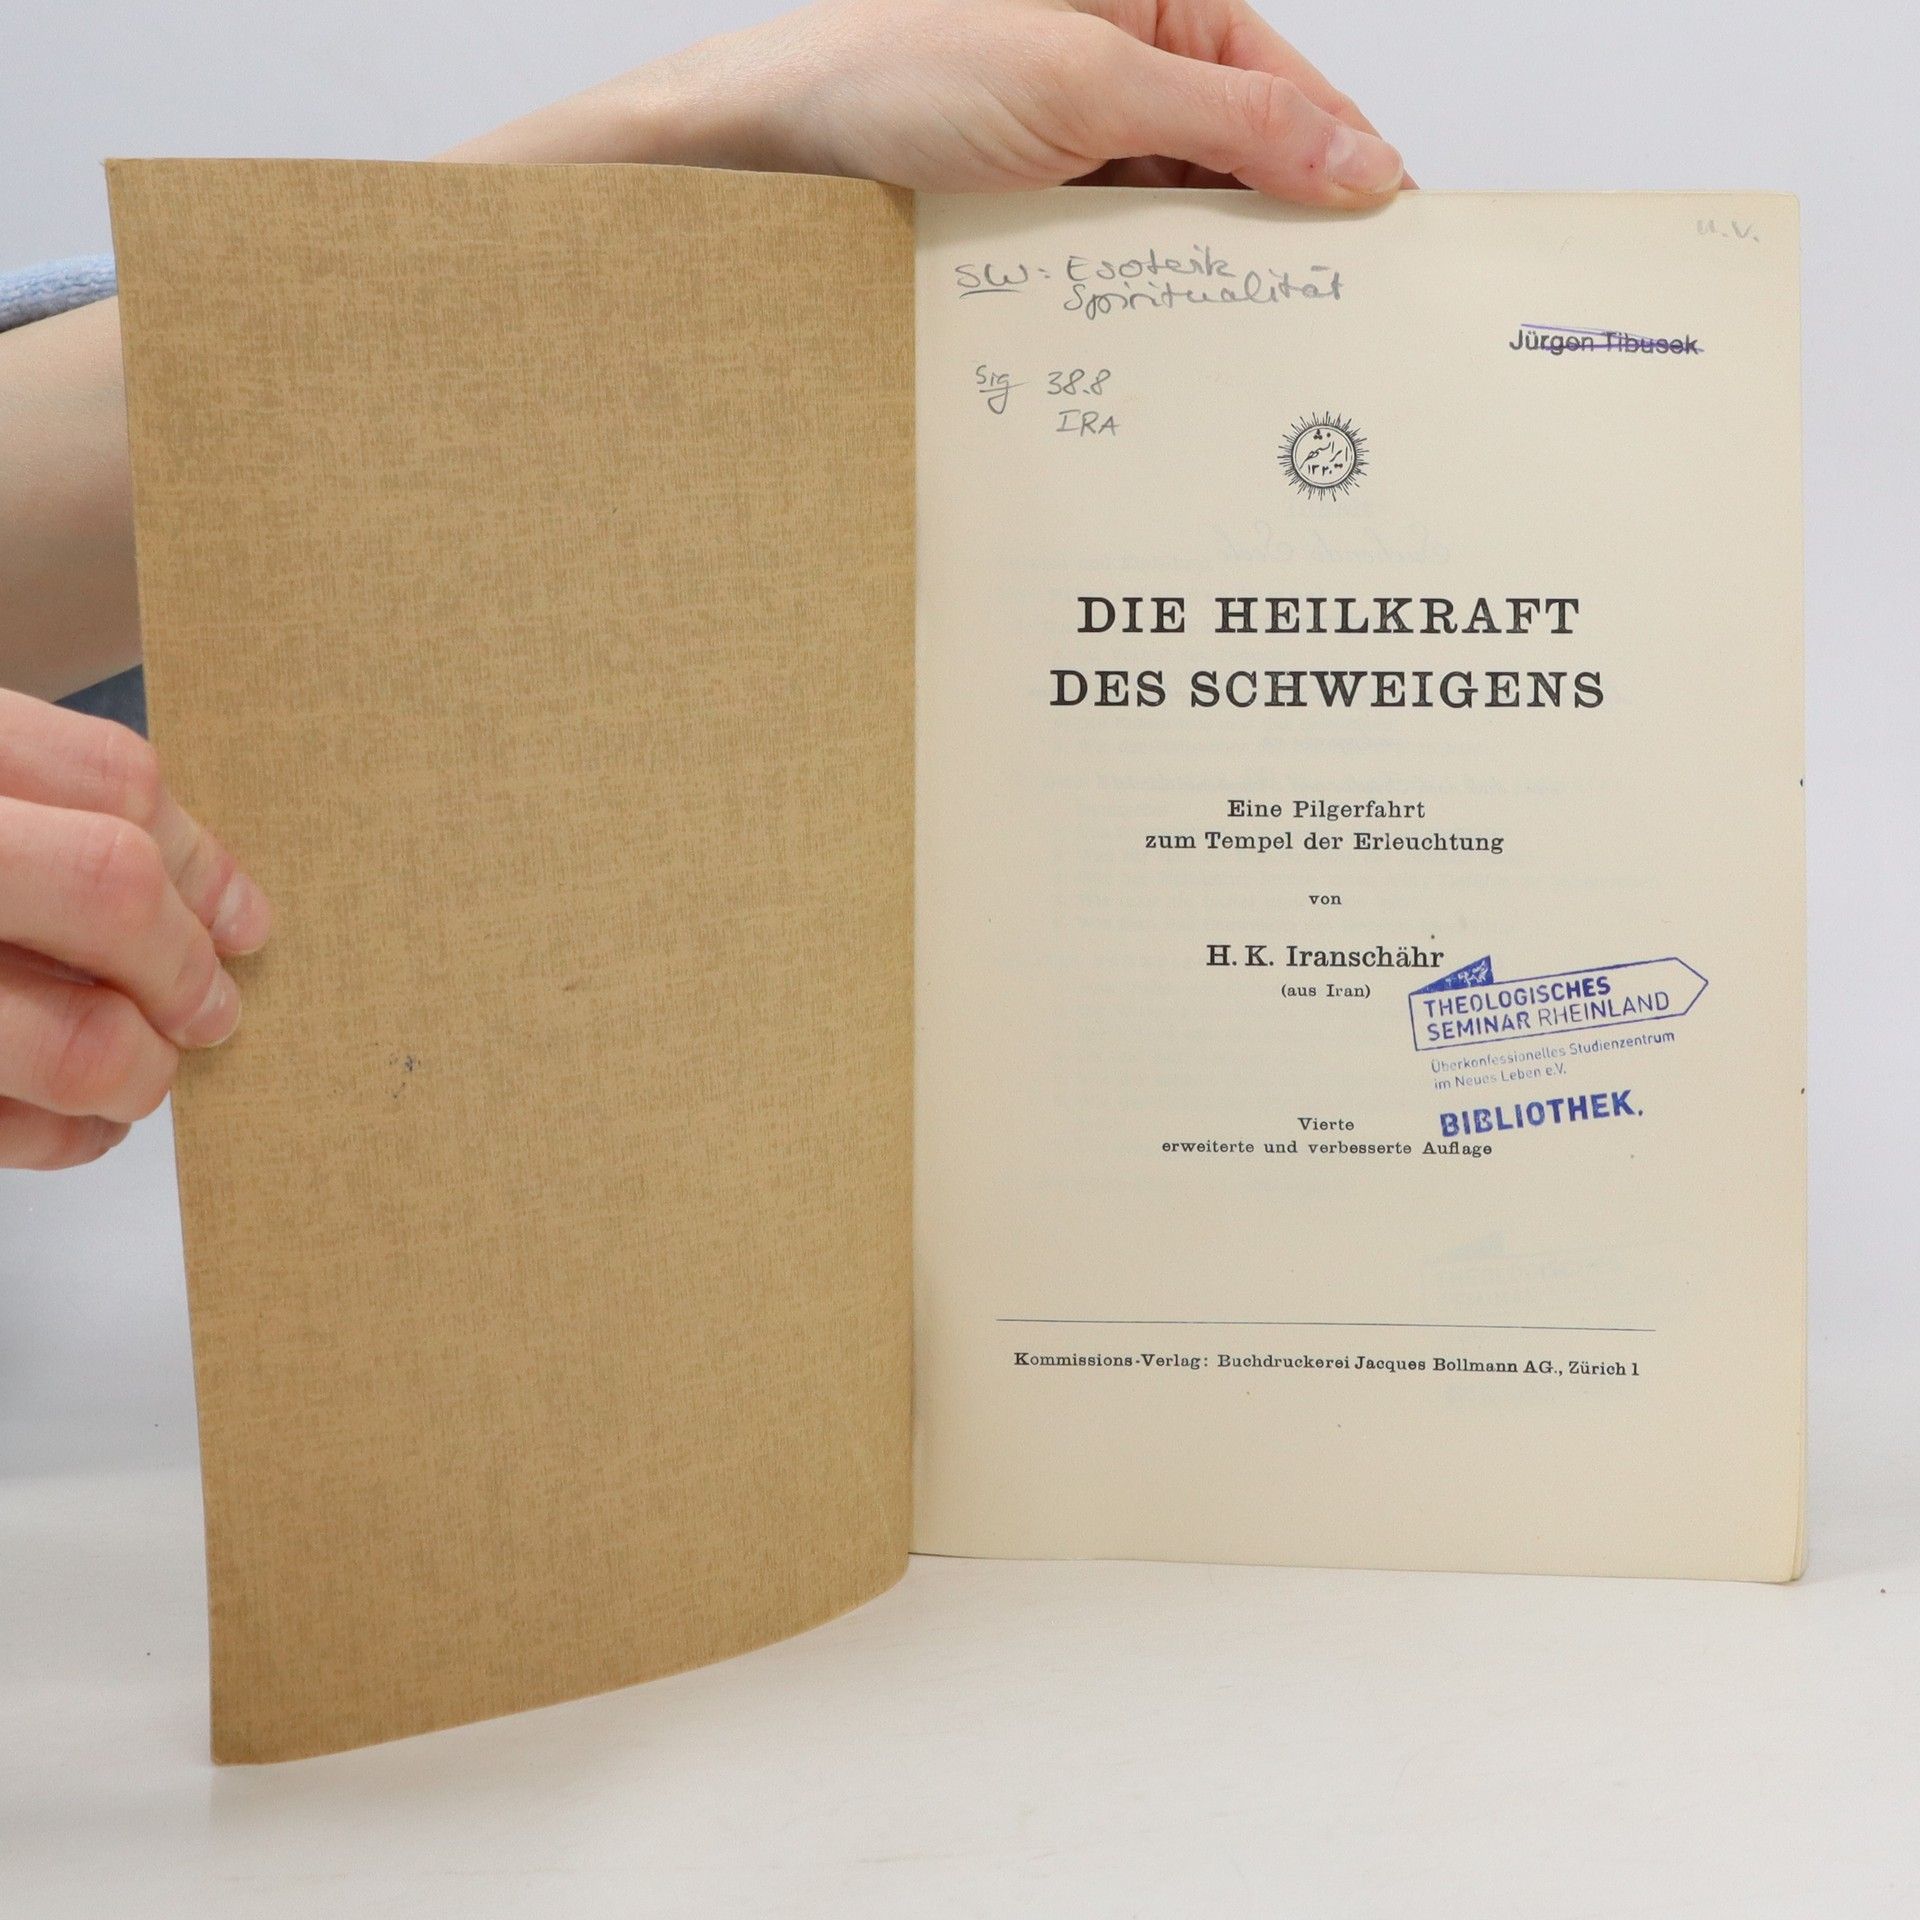 u.v.
SW: Esoterik
Spiritualität
Jürgen Tibusek
Sig 38.8
IRA
ایرانشهر
۱۳۲۰
DIE HEILKRAFT
DES SCHWEIGENS
Eine Pilgerfahrt
zum Tempel der Erleuchtung
von
H. K. Iranschähr
(aus Iran)
THEOLOGISCHES
SEMINAR RHEINLAND
Überkonfessionelles Studienzentrum
im Neues Leben e.V.
BIBLIOTHEK.
Vierte
erweiterte und verbesserte Auflage
Kommissions-Verlag: Buchdruckerei Jacques Bollmann AG., Zürich 1